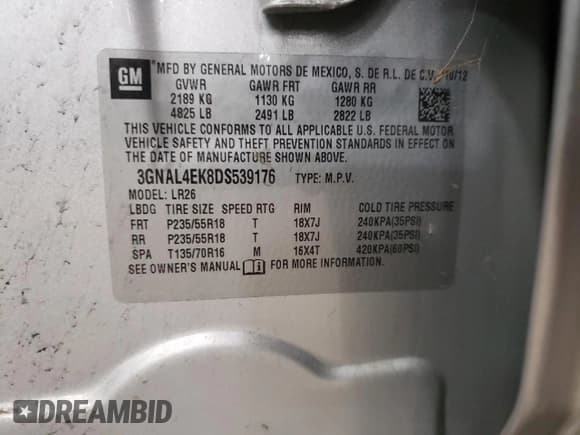 GM
MFD BY GENERAL MOTORS DE MEXICO, S. DE R.L. DE C.V. 10/12
GVWR GAWR FRT GAWR RR
2189 KG 1130 KG 1280 KG
4825 LB 2491 LB 2822 LB
THIS VEHICLE CONFORMS TO ALL APPLICABLE U.S. FEDERAL MOTOR
VEHICLE SAFETY AND THEFT PREVENTION STANDARDS IN EFFECT ON
THE DATE OF MANUFACTURE SHOWN ABOVE.
3GNAL4EK8DS539176 TYPE: M.P.V.
MODEL: LR26
LBDG TIRE SIZE SPEED RTG RIM COLD TIRE PRESSURE
FRT P235/55R18 T 18X7J 240KPA(35PSI)
RR P235/55R18 T 18X7J 240KPA(35PSI)
SPA T135/70R16 M 16X4T 420KPA(60PSI)
SEE OWNER'S MANUAL FOR MORE INFORMATION
DREAMBID